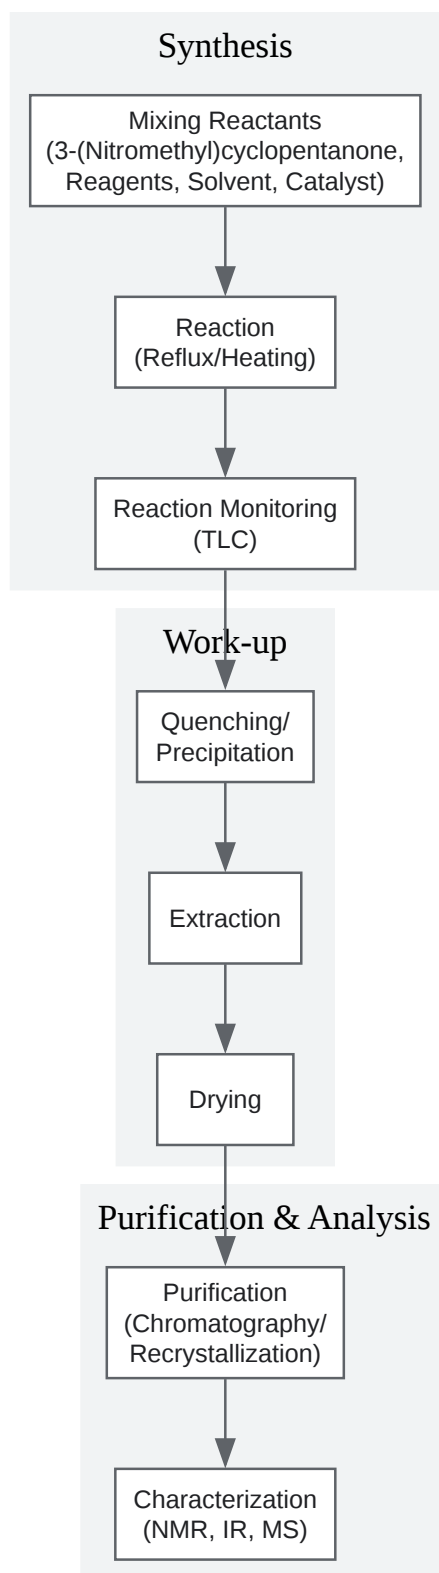 Synthesis
Mixing Reactants
(3-(Nitromethyl)cyclopentanone,
Reagents, Solvent, Catalyst)
Reaction
(Reflux/Heating)
Reaction Monitoring
(TLC)
Work-up
Quenching/
Precipitation
Extraction
Drying
Purification & Analysis
Purification
(Chromatography/
Recrystallization)
Characterization
(NMR, IR, MS)